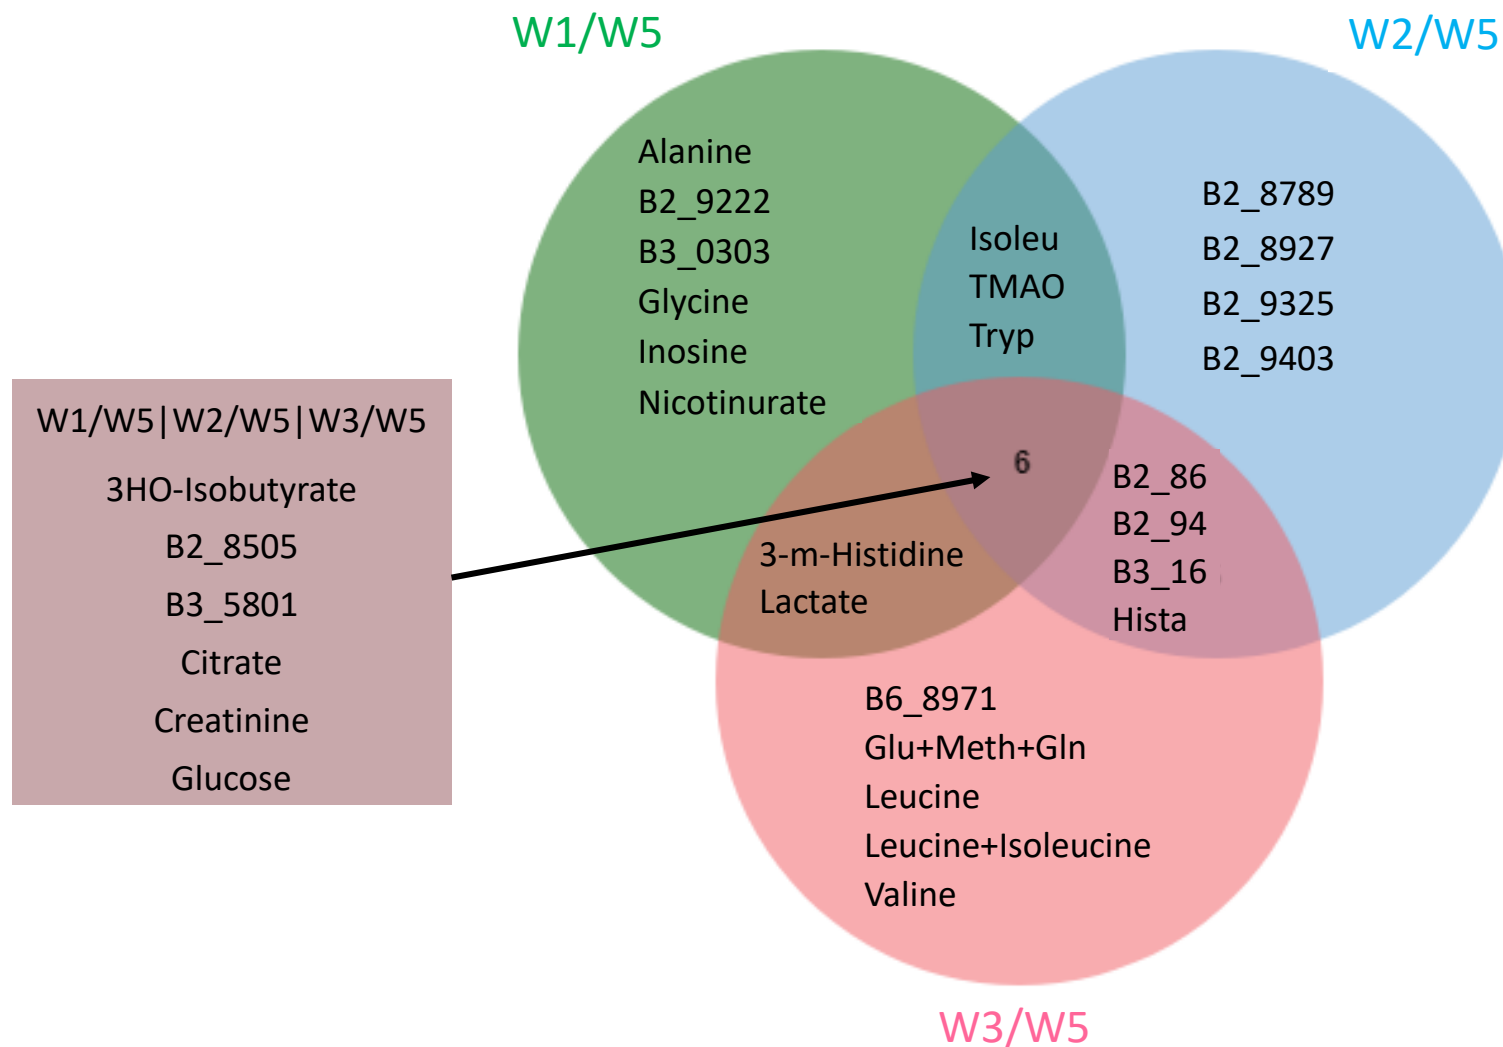 W1/W5
W2/W5
Alanine
B2_9222
B3_0303
Glycine
Inosine
Nicotinurate
Isoleu
TMAO
Tryp
B2_8789
B2_8927
B2_9325
B2_9403
W1/W5|W2/W5|W3/W5
3HO-Isobutyrate
B2_8505
B3_5801
Citrate
Creatinine
Glucose
6
3-m-Histidine
Lactate
B2_86
B2_94
B3_16
Hista
B6_8971
Glu+Meth+Gln
Leucine
Leucine+Isoleucine
Valine
W3/W5